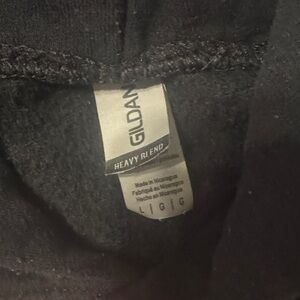 GILDAN
HEAVY BLEND
Made in Nicaragua
Fabriqué au Nicaragua
Hecho en Nicaragua
L | G | G